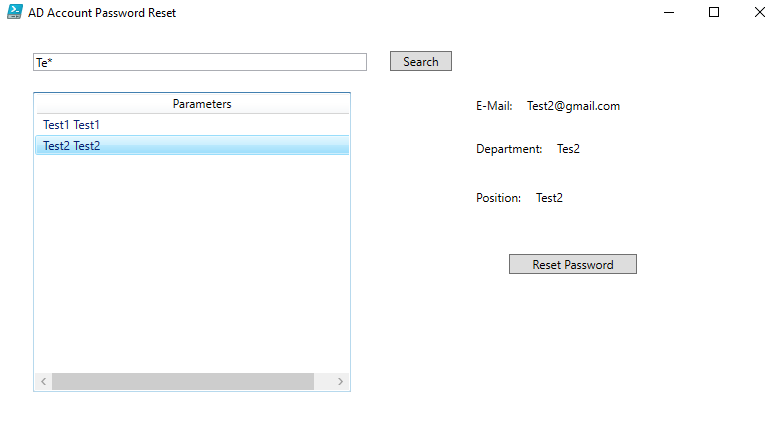 AD Account Password Reset
Te*
Search
Parameters
Test1 Test1
Test2 Test2
E-Mail: Test2@gmail.com
Department: Tes2
Position: Test2
Reset Password